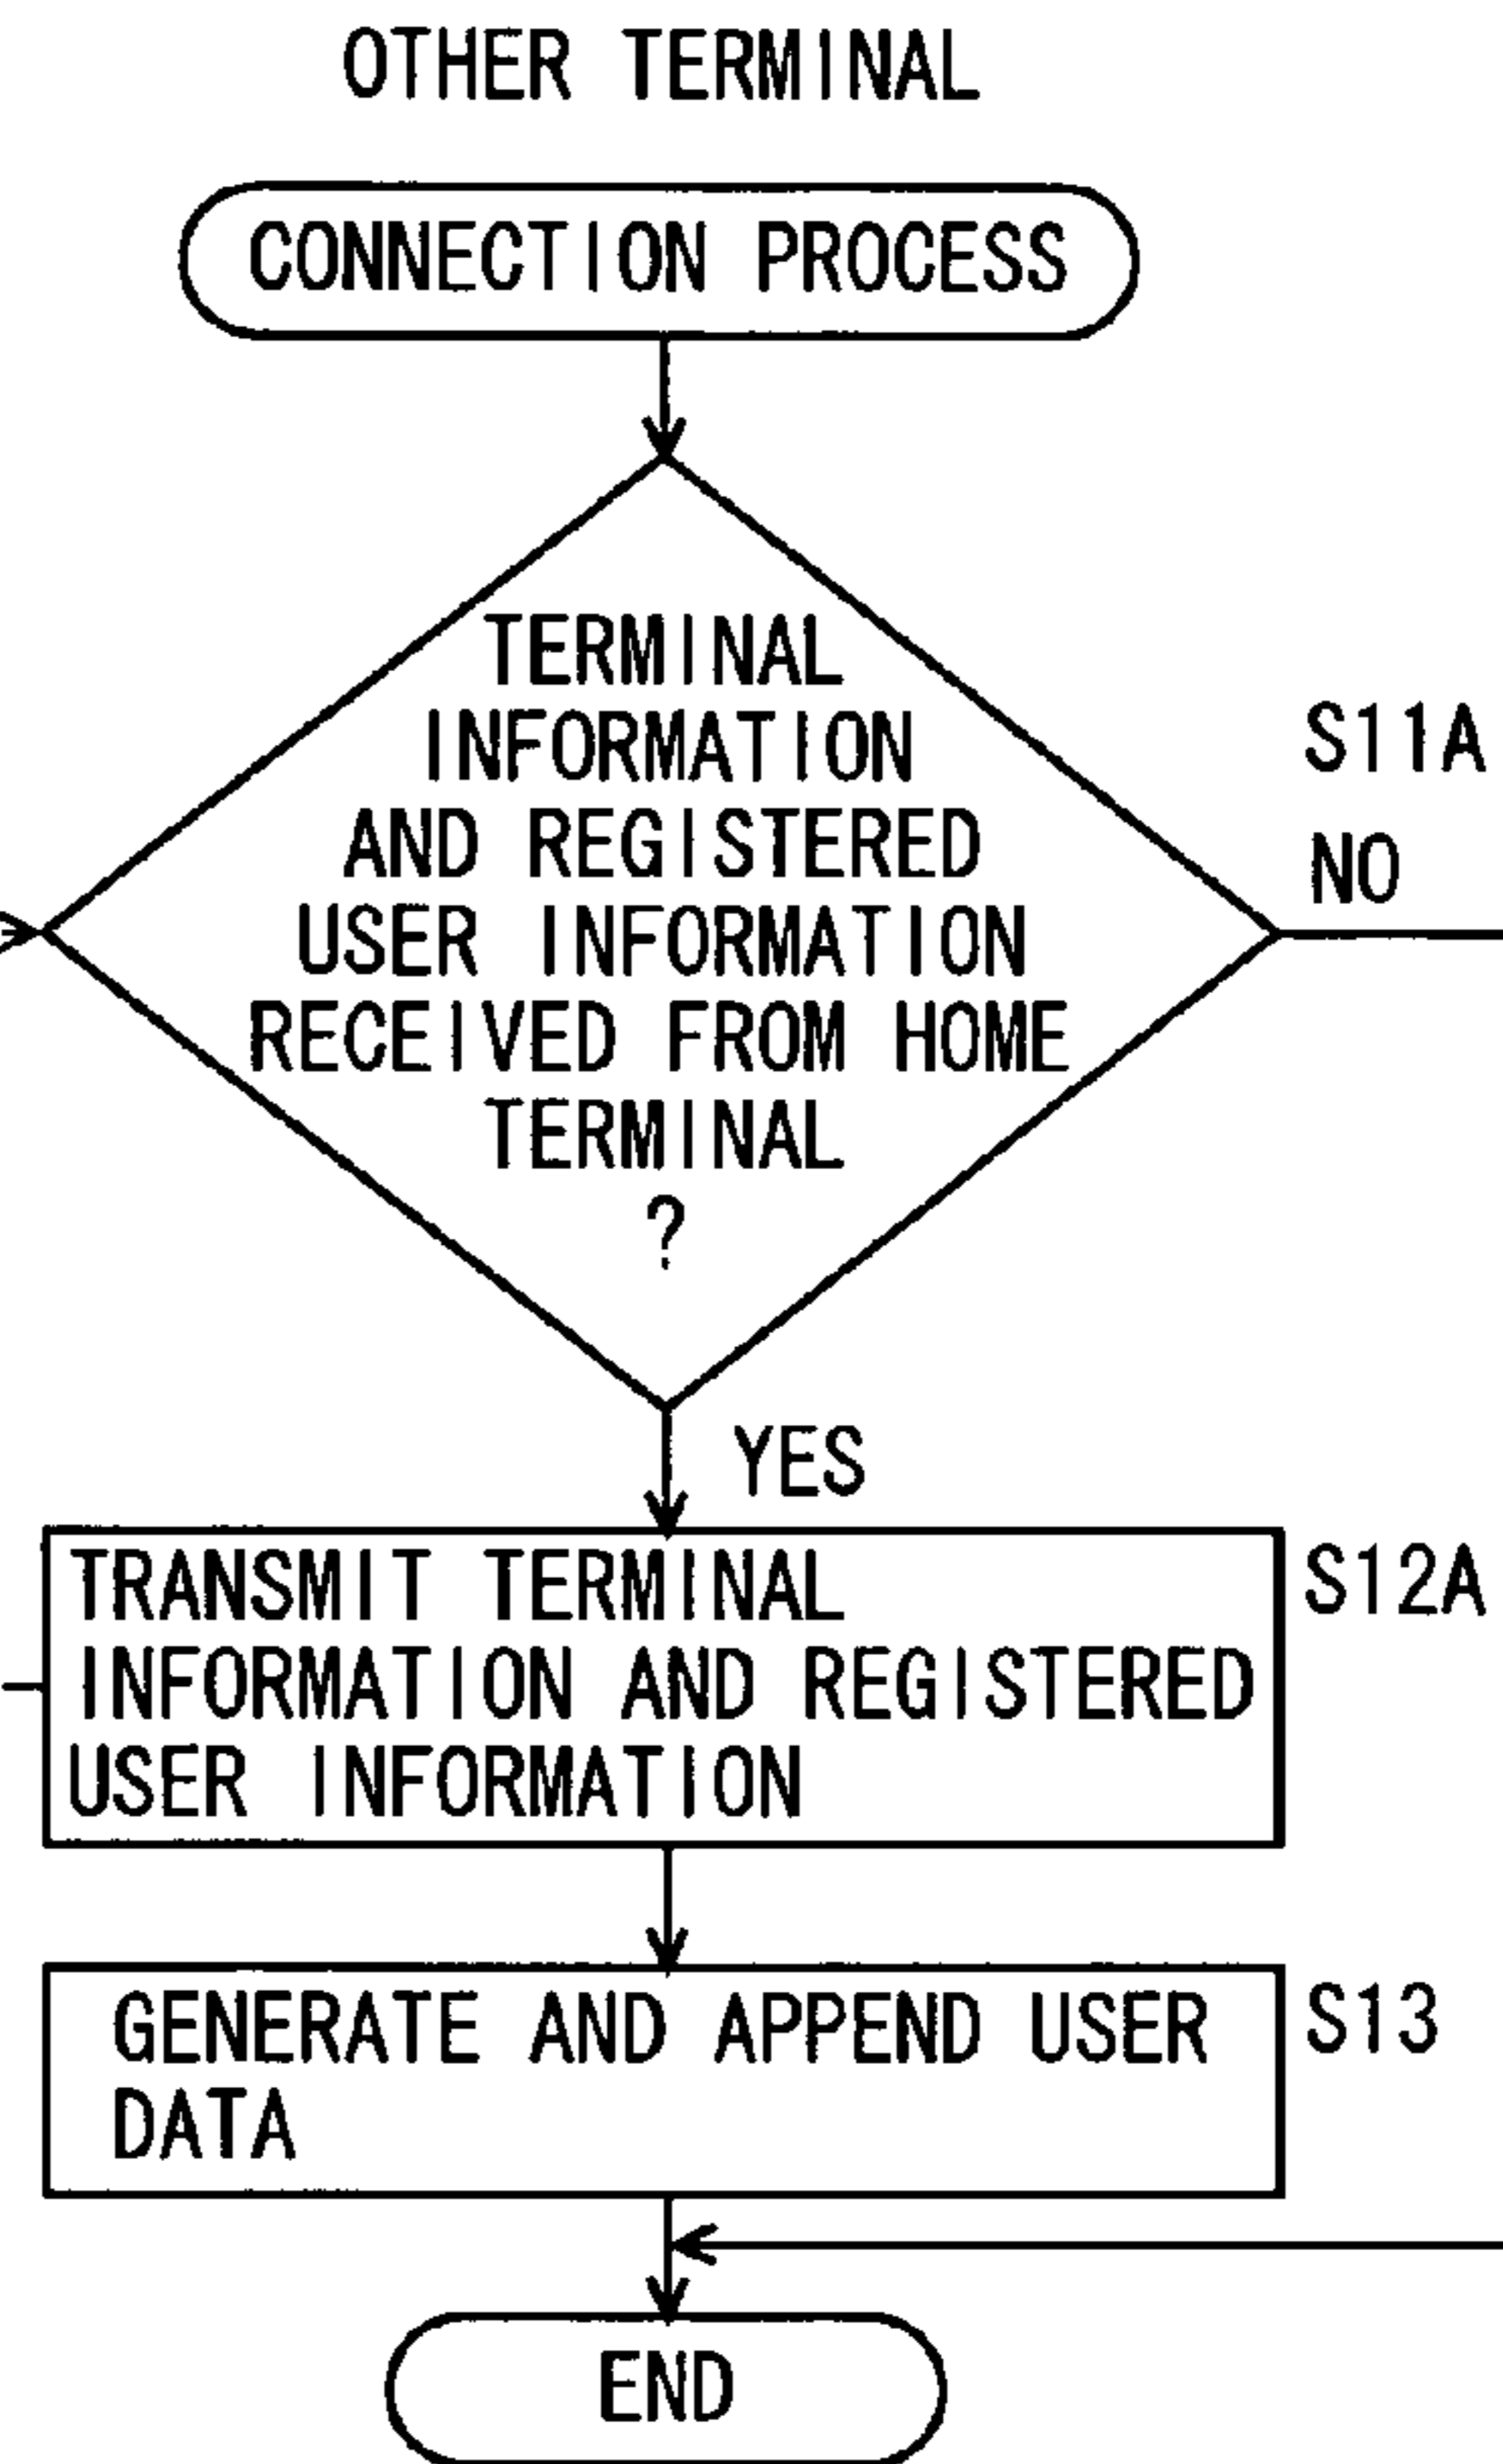 OTHER TERMINAL
CONNECTION PROCESS
TERMINAL
INFORMATION
AND REGISTERED
USER INFORMATION
RECEIVED FROM HOME
TERMINAL
?
S11A
NO
YES
TRANSMIT TERMINAL
INFORMATION AND REGISTERED
USER INFORMATION
S12A
GENERATE AND APPEND USER
DATA
S13
END